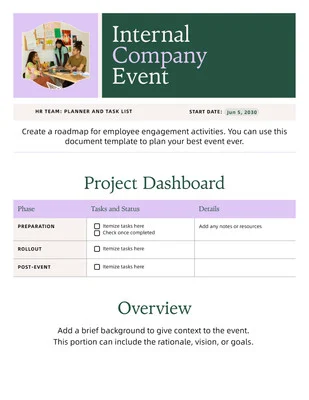 Internal
Company
Event
HR TEAM: PLANNER AND TASK LIST
START DATE: Jun 5, 2030
Create a roadmap for employee engagement activities. You can use this
document template to plan your best event ever.
Project Dashboard
Phase Tasks and Status Details
PREPARATION Itemize tasks here Add any notes or resources
Check once completed
ROLLOUT Itemize tasks here
POST-EVENT Itemize tasks here
Overview
Add a brief background to give context to the event.
This portion can include the rationale, vision, or goals.